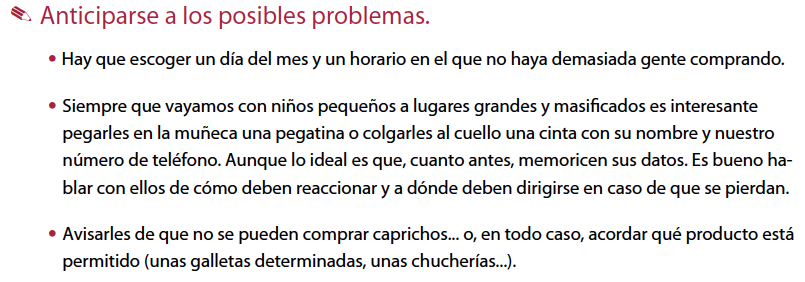 Anticiparse a los posibles problemas.
• Hay que escoger un día del mes y un horario en el que no haya demasiada gente comprando.
• Siempre que vayamos con niños pequeños a lugares grandes y masificados es interesante
pegarles en la muñeca una pegatina o colgarles al cuello una cinta con su nombre y nuestro
número de teléfono. Aunque lo ideal es que, cuanto antes, memoricen sus datos. Es bueno ha-
blar con ellos de cómo deben reaccionar y a dónde deben dirigirse en caso de que se pierdan.
• Avisarles de que no se pueden comprar caprichos... o, en todo caso, acordar qué producto está
permitido (unas galletas determinadas, unas chucherías...).